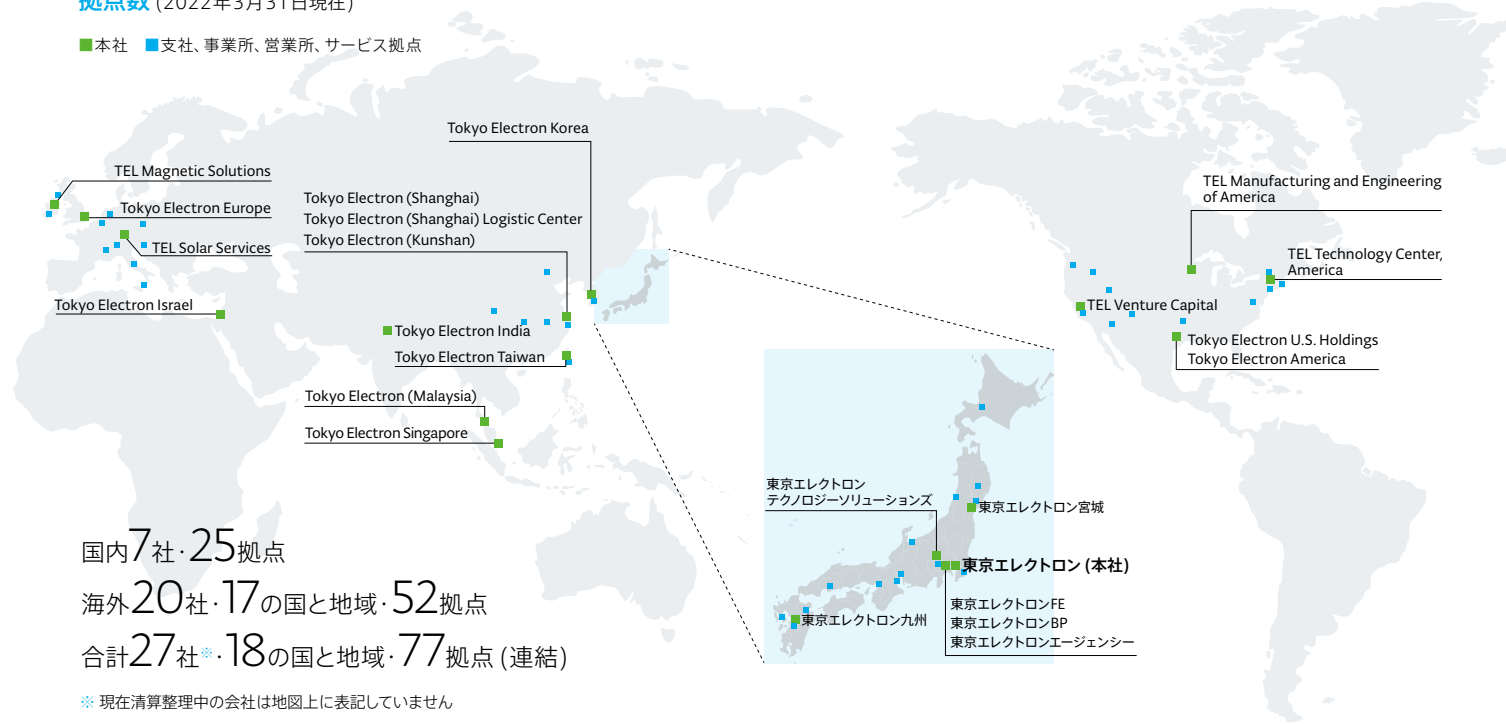 拠点数 (2022年3月31日現在)
■本社 ■支社、事業所、営業所、サービス拠点
Tokyo Electron Korea
TEL Magnetic Solutions
Tokyo Electron Europe
TEL Solar Services
Tokyo Electron Israel
Tokyo Electron (Shanghai)
Tokyo Electron (Shanghai) Logistic Center
Tokyo Electron (Kunshan)
Tokyo Electron India
Tokyo Electron Taiwan
Tokyo Electron (Malaysia)
Tokyo Electron Singapore
TEL Manufacturing and Engineering
of America
TEL Technology Center,
America
TEL Venture Capital
Tokyo Electron U.S. Holdings
Tokyo Electron America
東京エレクトロン
テクノロジーソリューションズ
東京エレクトロン宮城
東京エレクトロン (本社)
東京エレクトロンFE
東京エレクトロンBP
東京エレクトロンエージェンシー
東京エレクトロン九州
国内7社・25拠点
海外20社・17の国と地域・52拠点
合計27社※・18の国と地域・77拠点 (連結)
※ 現在清算整理中の会社は地図上に表記していません